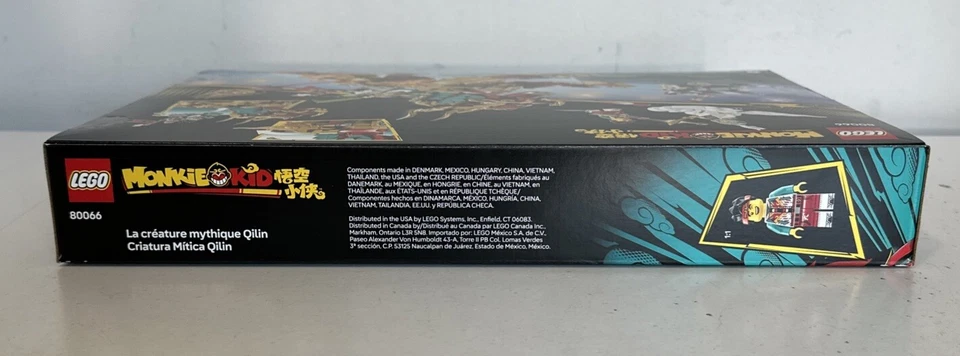 80066
LEGO
MONKIE KID
LEGO
MONKIE KID 悟空
小侠
80066
La créature mythique Qilin
Criatura Mítica Qilin
Components made in DENMARK, MEXICO, HUNGARY, CHINA, VIETNAM,
THAILAND, the USA and the CZECH REPUBLIC/Éléments fabriqués au
DANEMARK, au MEXIQUE, en HONGRIE, en CHINE, au VIETNAM, en
THAÏLANDE, aux ÉTATS-UNIS et en RÉPUBLIQUE TCHÈQUE/
Componentes hechos en DINAMARCA, MÉXICO, HUNGRÍA, CHINA,
VIETNAM, TAILANDIA, EE.UU. y REPÚBLICA CHECA.
Distributed in the USA by LEGO Systems, Inc., Enfield, CT 06083.
Distributed in Canada by/Distribué au Canada par LEGO Canada Inc.,
Markham, Ontario L3R 5N8. Importado por: LEGO México S.A. de C.V.,
Paseo Alexander Von Humboldt 43-A, Torre II PB Col. Lomas Verdes
3ª sección, C.P. 53125 Naucalpan de Juárez, Estado de México, México.
1:1